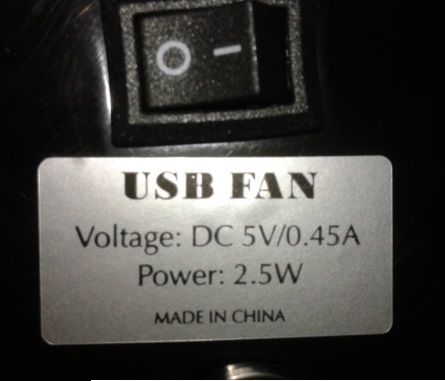 O I
USB FAN
Voltage: DC 5V/0.45A
Power: 2.5W
MADE IN CHINA